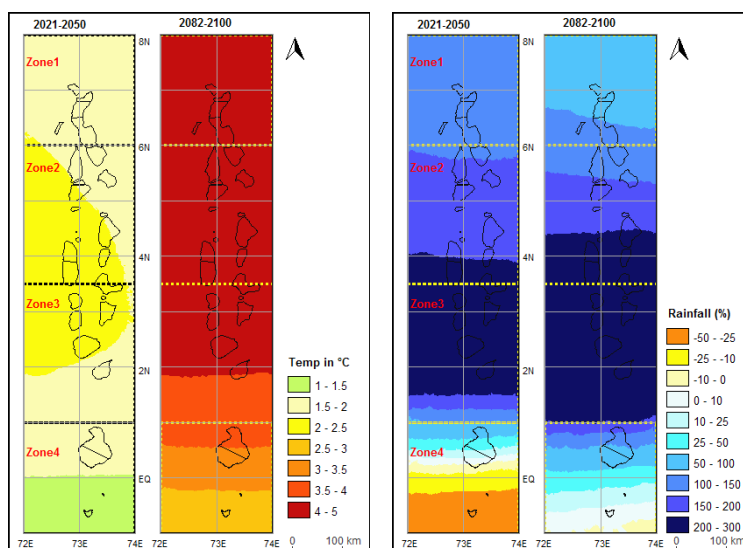 2021-2050
2082-2100
8N
Zone1
6N
Zone2
4N
Zone3
2N
Zone4
EQ
72E
73E
74E
73E
74E
Temp in °C
1 - 1.5
1.5 - 2
2 - 2.5
2.5 - 3
3 - 3.5
3.5 - 4
4 - 5
0 100 km
2021-2050
2082-2100
8N
Zone1
6N
Zone2
4N
Zone3
2N
Zone4
EQ
72E
73E
74E
73E
74E
Rainfall (%)
-50 - -25
-25 - -10
-10 - 0
0 - 10
10 - 25
25 - 50
50 - 100
100 - 150
150 - 200
200 - 300
0 100 km